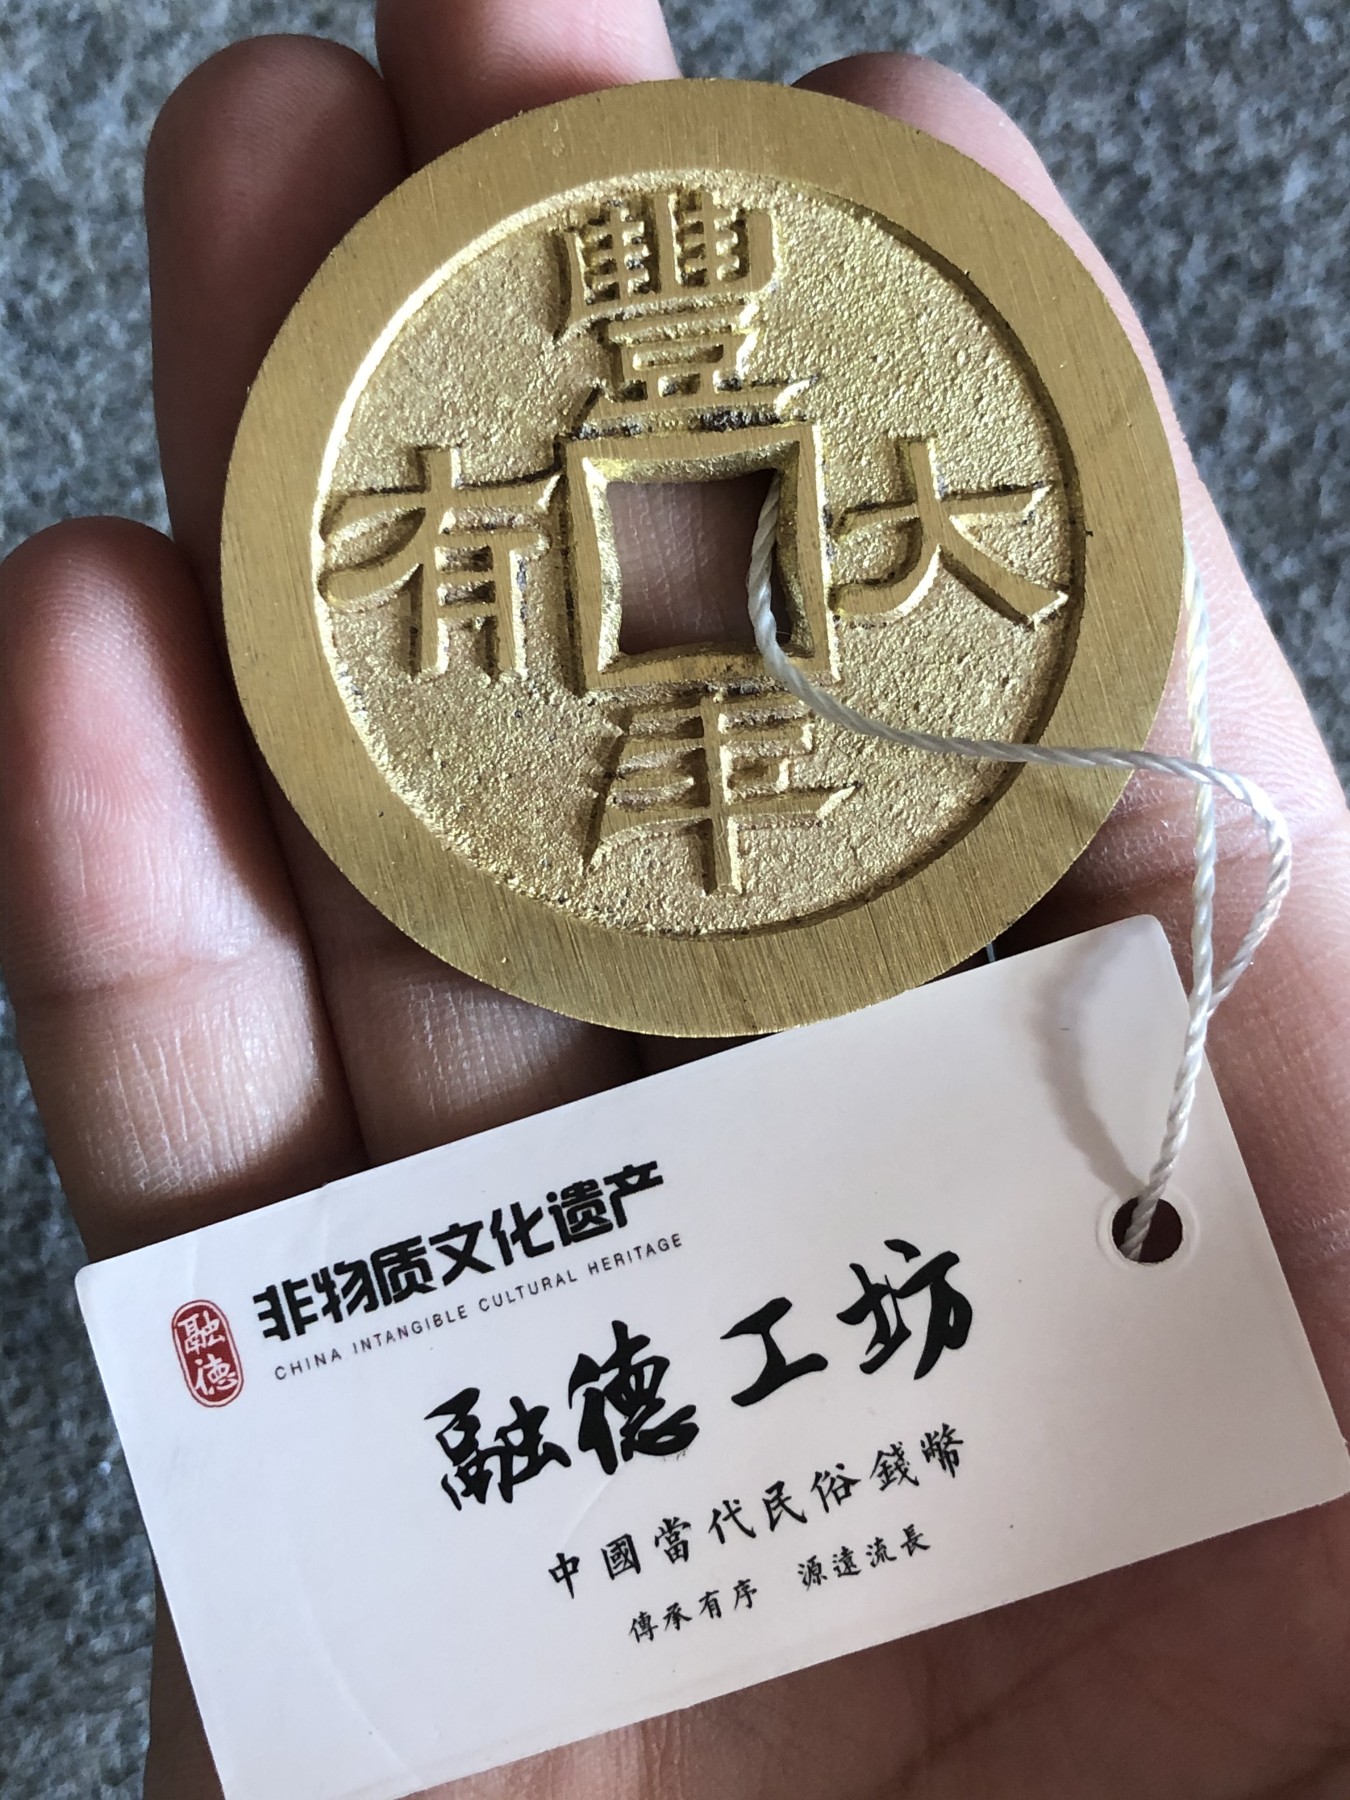 豐年大有
非物质文化遗产
CHINA INTANGIBLE CULTURAL HERITAGE
融德
融德工坊
中國當代民俗錢幣
傳承有序 源遠流長